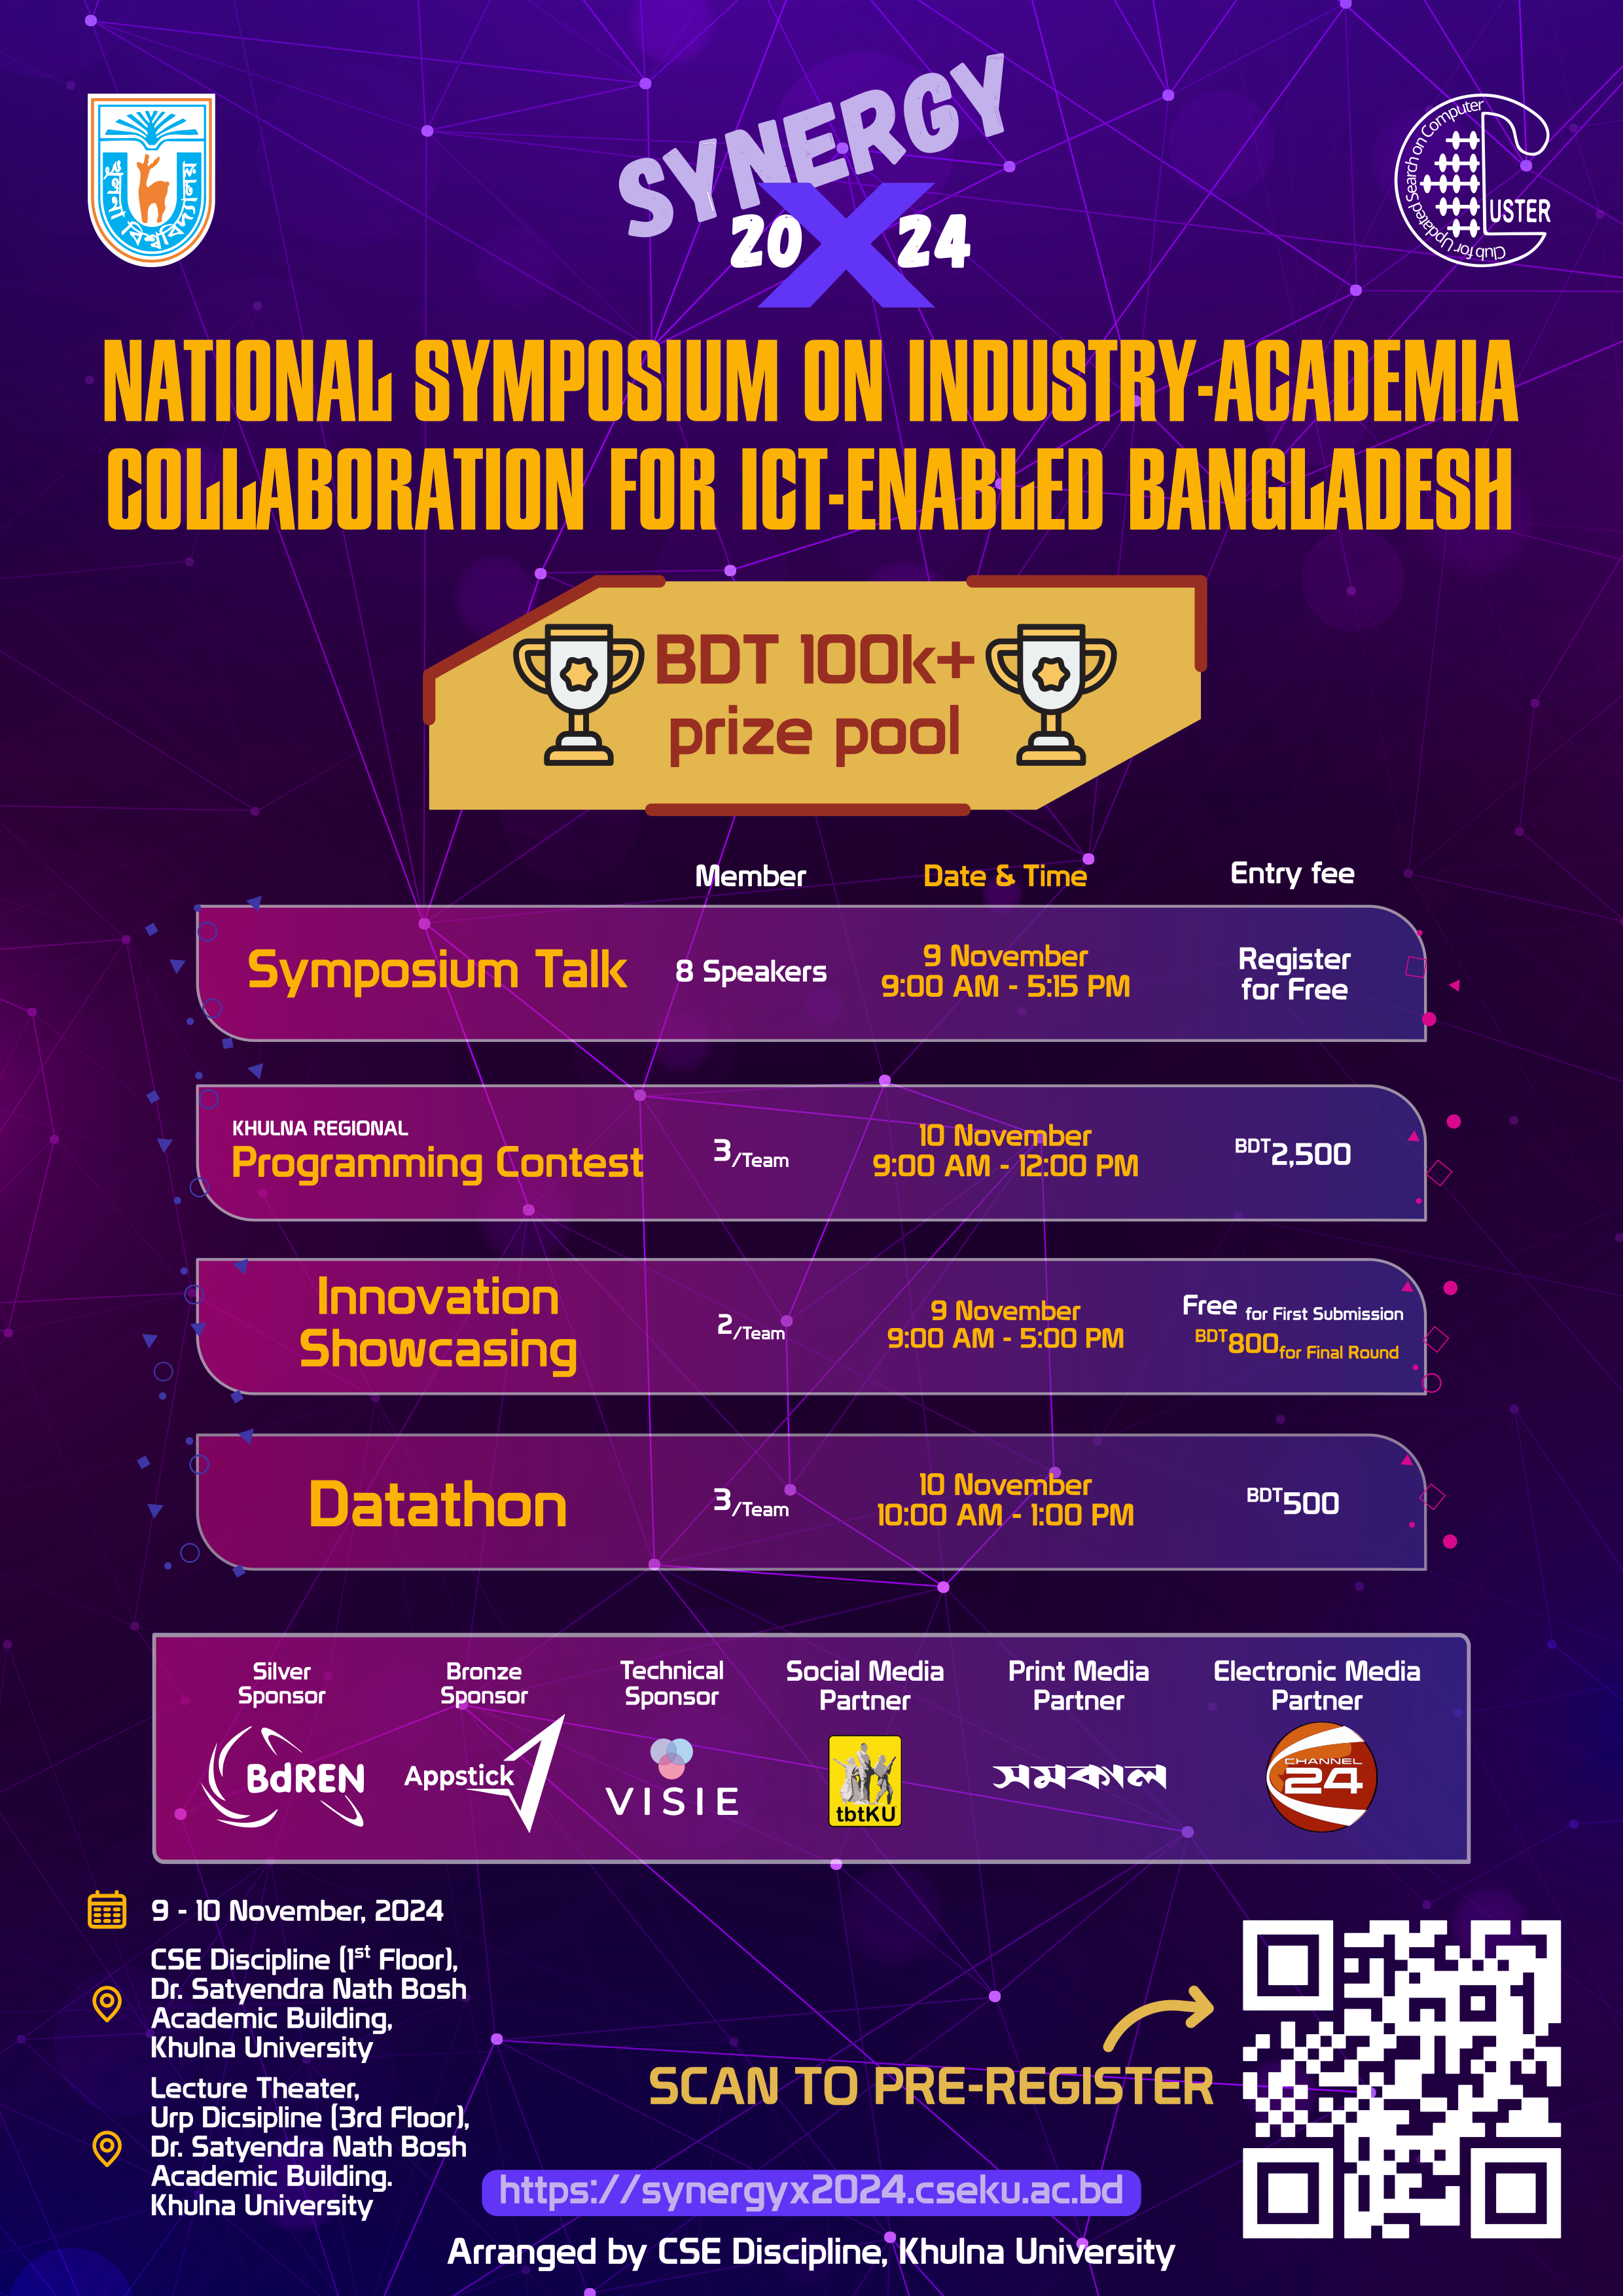 খুলনা বিশ্ববিদ্যালয়
SYNERGY
20 X 24
Club for Updated Search on Computer
CLUSTER
NATIONAL SYMPOSIUM ON INDUSTRY-ACADEMIA
COLLABORATION FOR ICT-ENABLED BANGLADESH
BDT 100k+
prize pool
Member Date & Time Entry fee
Symposium Talk
8 Speakers
9 November
9:00 AM - 5:15 PM
Register
for Free
KHULNA REGIONAL
Programming Contest
3/Team
10 November
9:00 AM - 12:00 PM
BDT2,500
Innovation
Showcasing
2/Team
9 November
9:00 AM - 5:00 PM
Free for First Submission
BDT800for Final Round
Datathon
3/Team
10 November
10:00 AM - 1:00 PM
BDT500
Silver
Sponsor
BdREN
Bronze
Sponsor
Appstick
Technical
Sponsor
VISIE
Social Media
Partner
tbtKU
Print Media
Partner
সমকাল
Electronic Media
Partner
CHANNEL
24
9 - 10 November, 2024
CSE Discipline (1st Floor),
Dr. Satyendra Nath Bosh
Academic Building,
Khulna University
Lecture Theater,
Urp Dicsipline (3rd Floor),
Dr. Satyendra Nath Bosh
Academic Building.
Khulna University
SCAN TO PRE-REGISTER
https://synergyx2024.cseku.ac.bd
Arranged by CSE Discipline, Khulna University